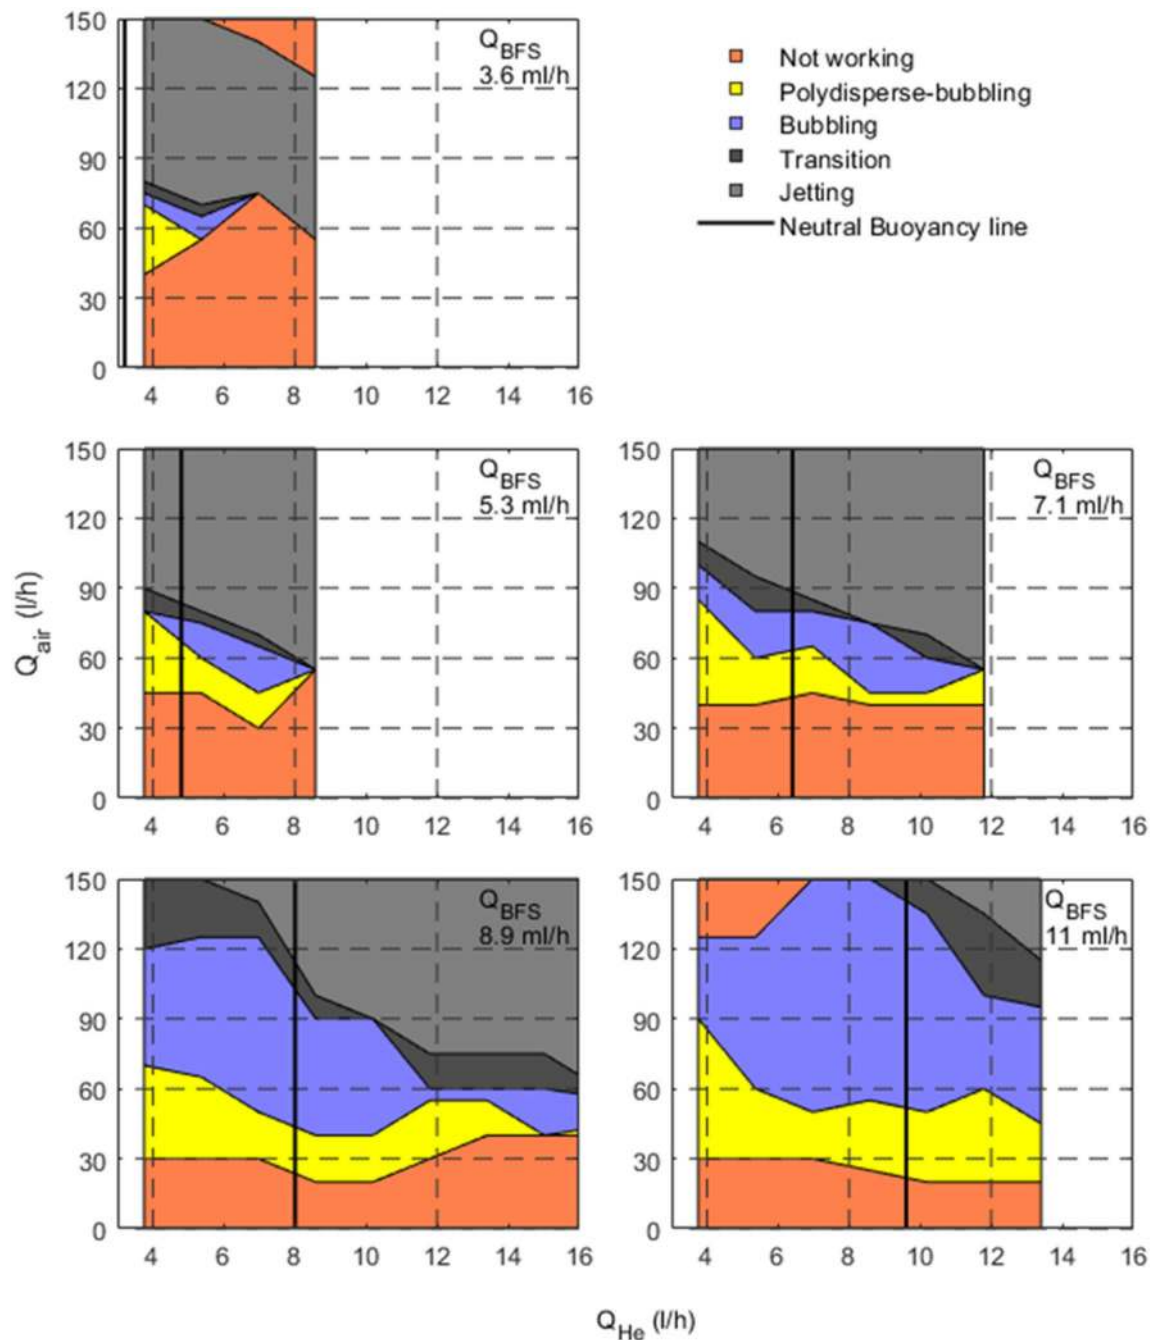 150
120
90
60
30
0
4 6 8 10 12 14 16
Q_BFS
3.6 ml/h
Not working
Polydisperse-bubbling
Bubbling
Transition
Jetting
Neutral Buoyancy line
Q_air (l/h)
150
120
90
60
30
0
4 6 8 10 12 14 16
Q_BFS
5.3 ml/h
150
120
90
60
30
0
4 6 8 10 12 14 16
Q_BFS
7.1 ml/h
150
120
90
60
30
0
4 6 8 10 12 14 16
Q_BFS
8.9 ml/h
150
120
90
60
30
0
4 6 8 10 12 14 16
Q_BFS
11 ml/h
Q_He (l/h)